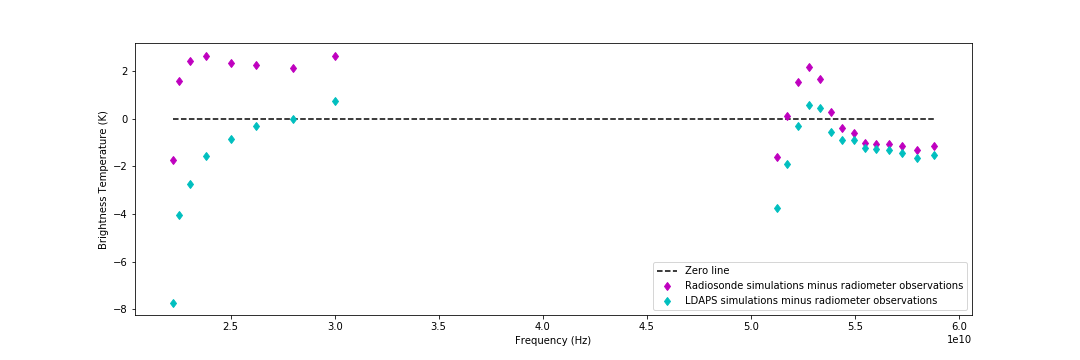 2
0
−2
−4
−6
−8
Brightness Temperature (K)
Zero line
Radiosonde simulations minus radiometer observations
LDAPS simulations minus radiometer observations
2.5 3.0 3.5 4.0 4.5 5.0 5.5 6.0
1e10
Frequency (Hz)